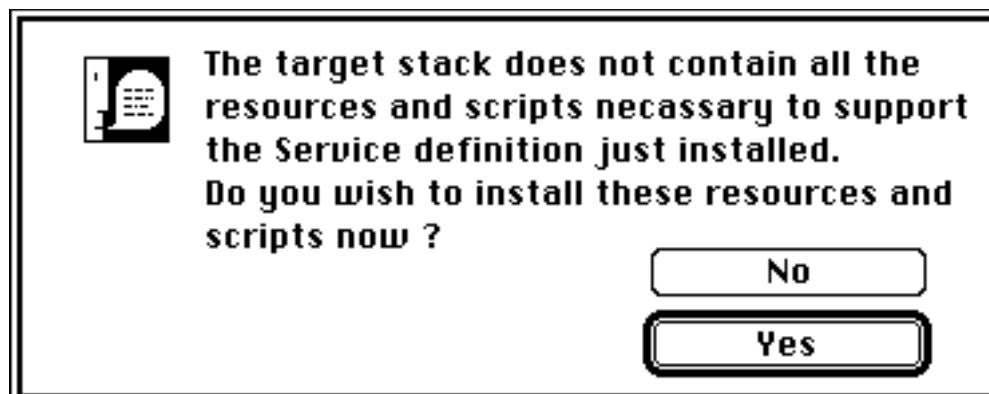 The target stack does not contain all the
resources and scripts necassary to support
the Service definition just installed.
Do you wish to install these resources and
scripts now ?
No
Yes